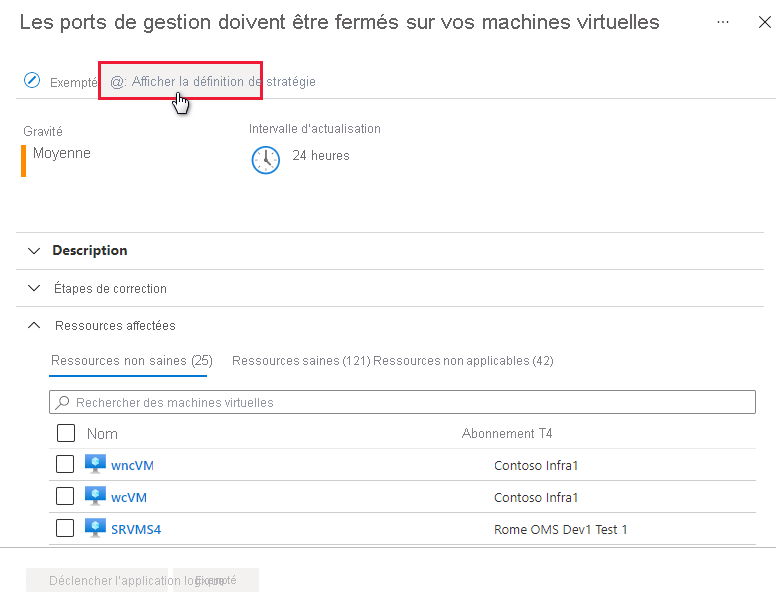 Les ports de gestion doivent être fermés sur vos machines virtuelles
Exempté @: Afficher la définition de stratégie
Gravité
Intervalle d'actualisation
Moyenne
24 heures
Description
Étapes de correction
Ressources affectées
Ressources non saines (25) Ressources saines (121) Ressources non applicables (42)
Rechercher des machines virtuelles
Nom Abonnement T4
wncVM Contoso Infra1
wcVM Contoso Infra1
SRVMS4 Rome OMS Dev1 Test 1
Déclencher l'application logique Exempté